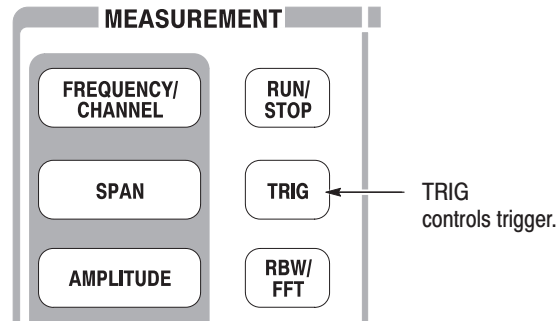 MEASUREMENT
FREQUENCY/
CHANNEL
RUN/
STOP
SPAN
TRIG
TRIG
controls trigger.
AMPLITUDE
RBW/
FFT